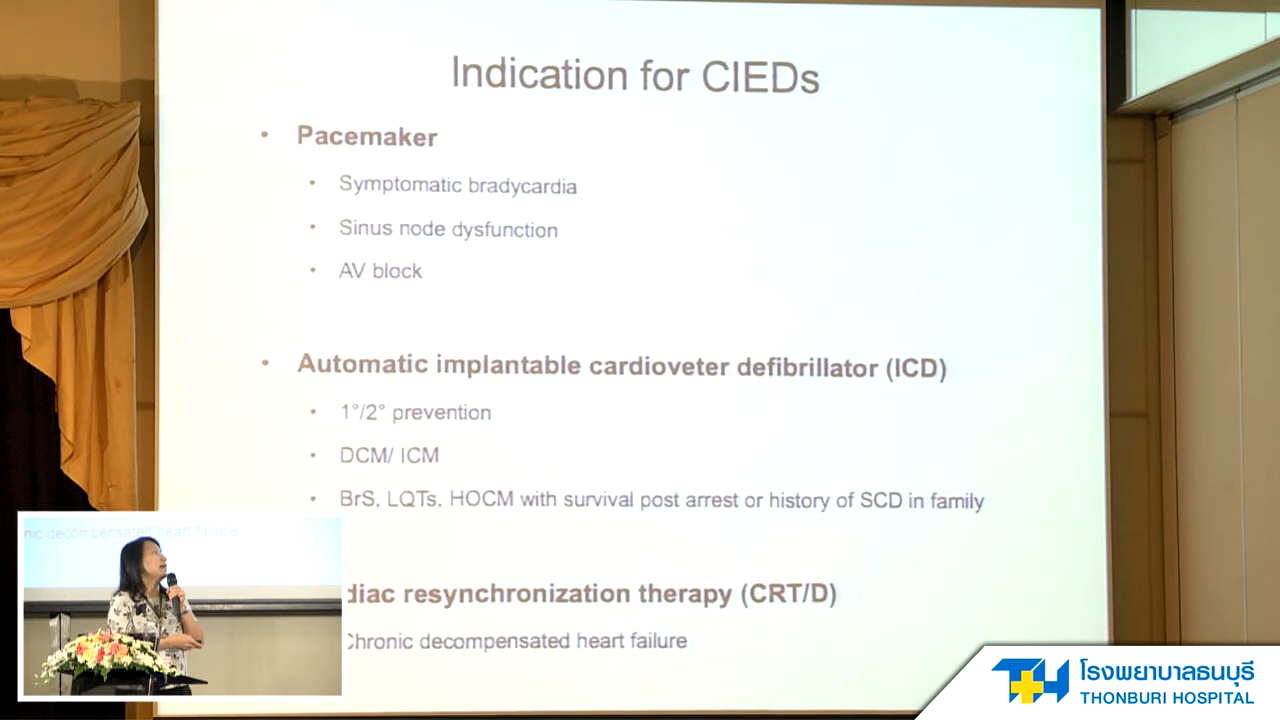 Indication for CIEDs
• Pacemaker
• Symptomatic bradycardia
• Sinus node dysfunction
• AV block
• Automatic implantable cardioveter defibrillator (ICD)
• 1°/2° prevention
• DCM/ ICM
• BrS, LQTs, HOCM with survival post arrest or history of SCD in family
diac resynchronization therapy (CRT/D)
Chronic decompensated heart failure
nic decompensated heart failure
โรงพยาบาลธนบุรี
THONBURI HOSPITAL